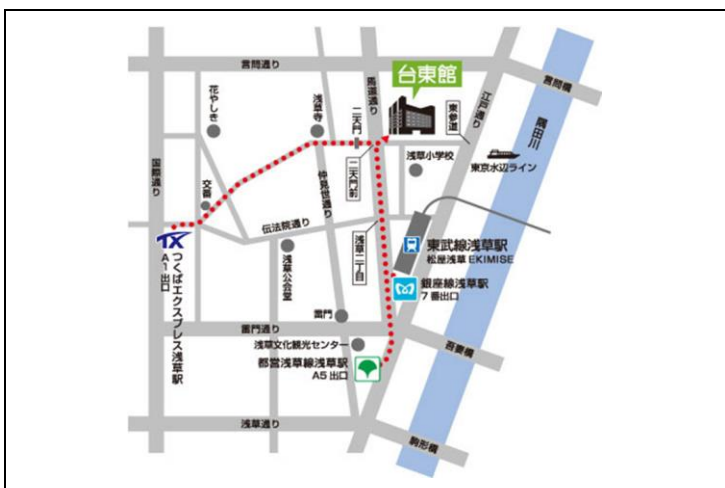 言問通り
台東館
馬道通り
江戸通り
言問橋
花やしき
浅草寺
二天門
東参道
隅田川
国際通り
浅草小学校
東京水辺ライン
交番
仲見世通り
二天門前
伝法院通り
TX
つくばエクスプレス浅草駅
A1出口
浅草公会堂
浅草二丁目
東武線浅草駅
松屋浅草 EKIMISE
銀座線浅草駅
7番出口
雷門
雷門通り
浅草文化観光センター
吾妻橋
都営浅草線浅草駅
A5出口
浅草通り
駒形橋